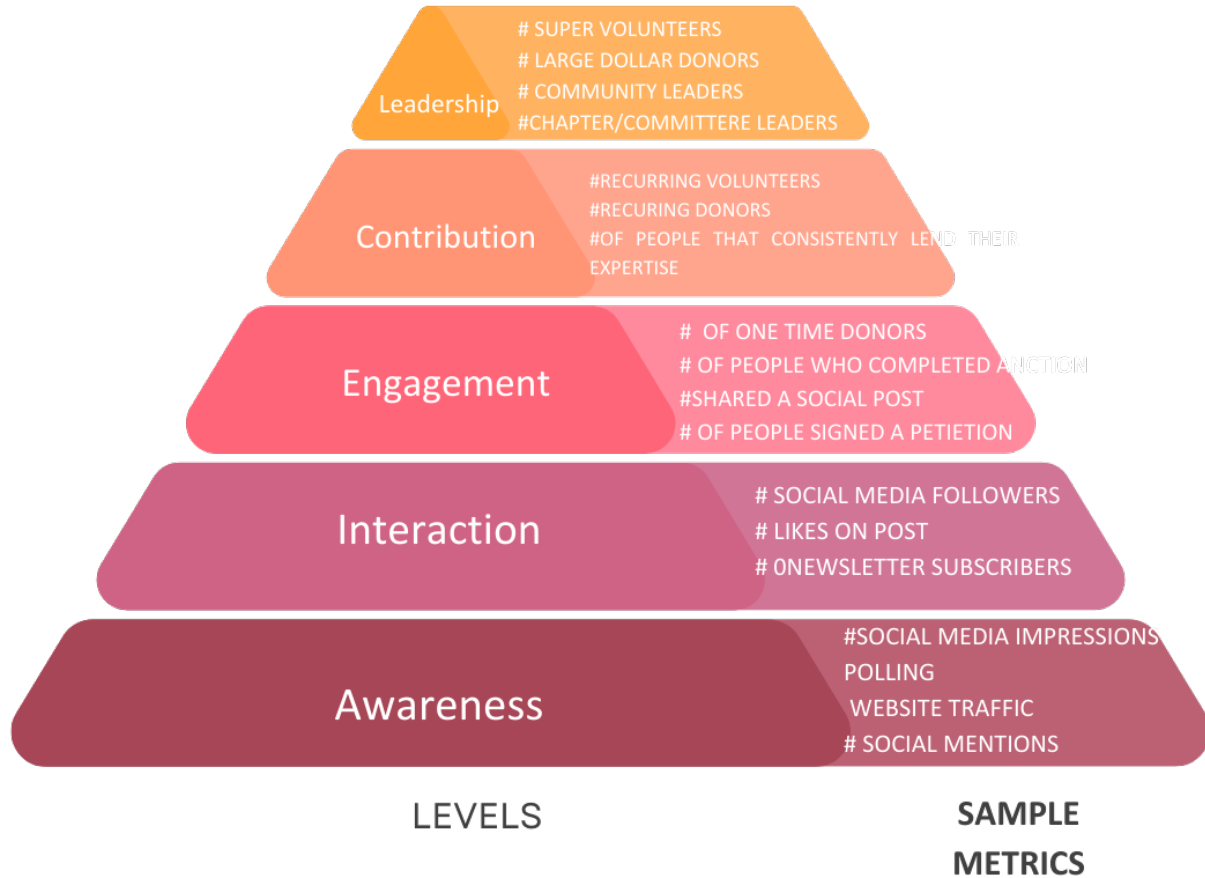 # SUPER VOLUNTEERS
# LARGE DOLLAR DONORS
# COMMUNITY LEADERS
#CHAPTER/COMMITTERE LEADERS
Leadership
#RECURRING VOLUNTEERS
#RECURING DONORS
#OF PEOPLE THAT CONSISTENTLY LEND THEIR
EXPERTISE
Contribution
# OF ONE TIME DONORS
# OF PEOPLE WHO COMPLETED ANCTION
#SHARED A SOCIAL POST
# OF PEOPLE SIGNED A PETIETION
Engagement
# SOCIAL MEDIA FOLLOWERS
# LIKES ON POST
# 0NEWSLETTER SUBSCRIBERS
Interaction
#SOCIAL MEDIA IMPRESSIONS
POLLING
WEBSITE TRAFFIC
# SOCIAL MENTIONS
Awareness
LEVELS
SAMPLE
METRICS